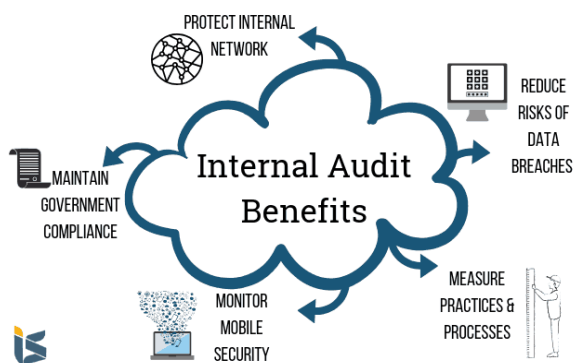 PROTECT INTERNAL
NETWORK
REDUCE
RISKS OF
DATA
BREACHES
Internal Audit
Benefits
MAINTAIN
GOVERNMENT
COMPLIANCE
MEASURE
PRACTICES &
PROCESSES
MONITOR
MOBILE
SECURITY